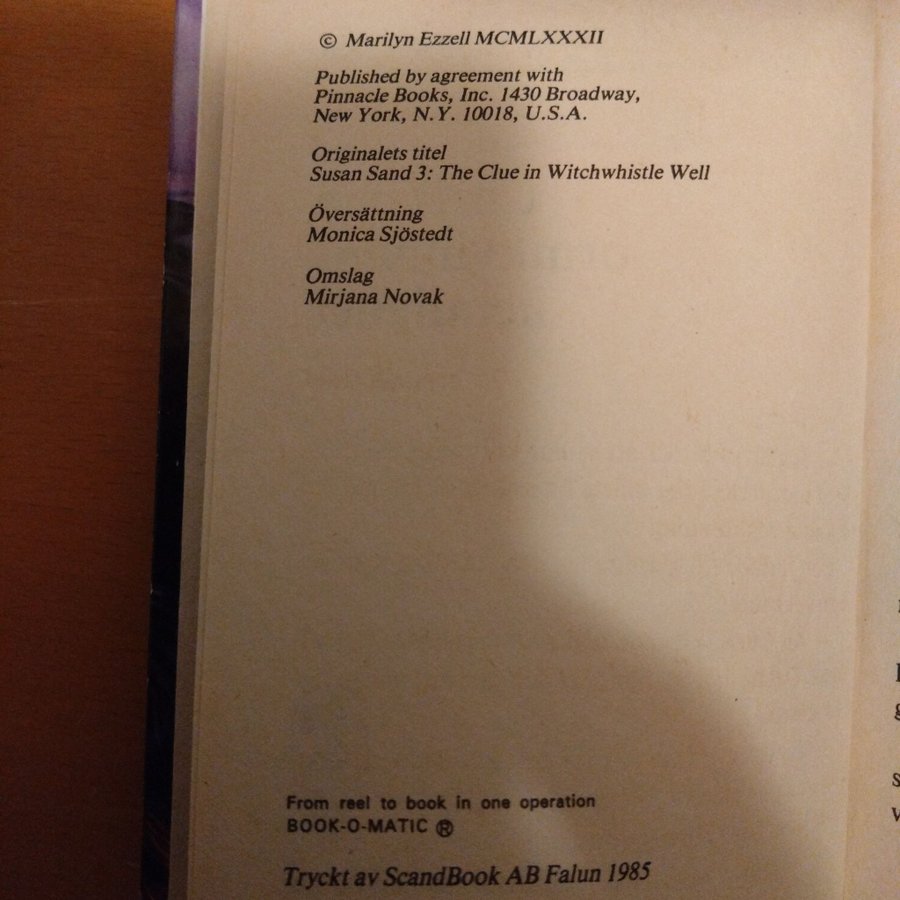 © Marilyn Ezzell MCMLXXXII
Published by agreement with
Pinnacle Books, Inc. 1430 Broadway,
New York, N.Y. 10018, U.S.A.
Originalets titel
Susan Sand 3: The Clue in Witchwhistle Well
Översättning
Monica Sjöstedt
Omslag
Mirjana Novak
From reel to book in one operation
BOOK-O-MATIC ®
Tryckt av ScandBook AB Falun 1985